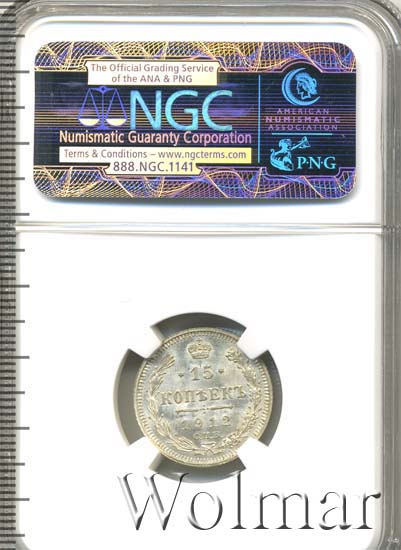 The Official Grading Service
of the ANA & PNG
NGC
Numismatic Guaranty Corporation
Terms & Conditions – www.ngcterms.com
888.NGC.1141
AMERICAN
NUMISMATIC
ASSOCIATION
P·N·G
· 15 ·
КОПѢЕКЪ
1912
Wolmar